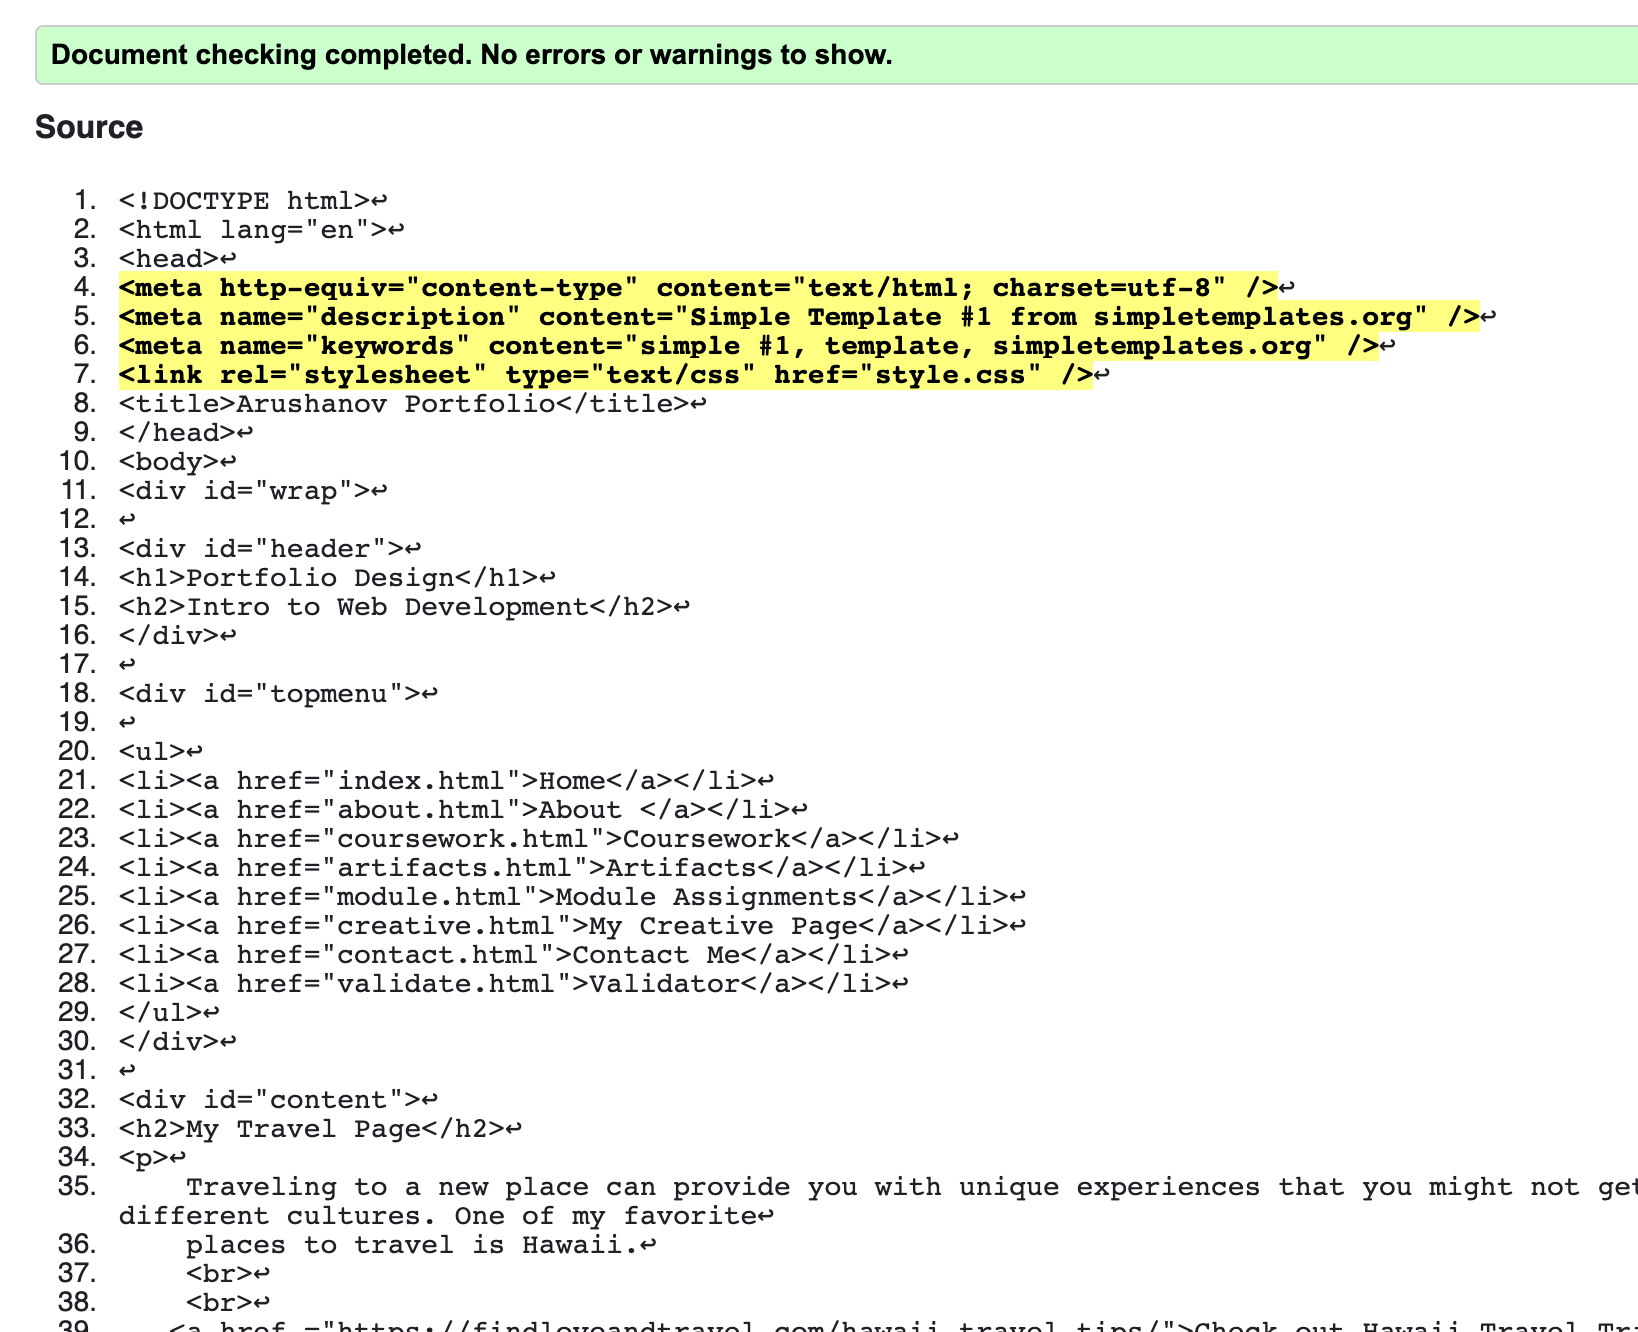 Document checking completed. No errors or warnings to show.
Source
1. <!DOCTYPE html>↩
2. <html lang="en">↩
3. <head>↩
4. <meta http-equiv="content-type" content="text/html; charset=utf-8" />↩
5. <meta name="description" content="Simple Template #1 from simpletemplates.org" />↩
6. <meta name="keywords" content="simple #1, template, simpletemplates.org" />↩
7. <link rel="stylesheet" type="text/css" href="style.css" />↩
8. <title>Arushanov Portfolio</title>↩
9. </head>↩
10. <body>↩
11. <div id="wrap">↩
12. ↩
13. <div id="header">↩
14. <h1>Portfolio Design</h1>↩
15. <h2>Intro to Web Development</h2>↩
16. </div>↩
17. ↩
18. <div id="topmenu">↩
19. ↩
20. <ul>↩
21. <li><a href="index.html">Home</a></li>↩
22. <li><a href="about.html">About </a></li>↩
23. <li><a href="coursework.html">Coursework</a></li>↩
24. <li><a href="artifacts.html">Artifacts</a></li>↩
25. <li><a href="module.html">Module Assignments</a></li>↩
26. <li><a href="creative.html">My Creative Page</a></li>↩
27. <li><a href="contact.html">Contact Me</a></li>↩
28. <li><a href="validate.html">Validator</a></li>↩
29. </ul>↩
30. </div>↩
31. ↩
32. <div id="content">↩
33. <h2>My Travel Page</h2>↩
34. <p>↩
35. Traveling to a new place can provide you with unique experiences that you might not get
different cultures. One of my favorite↩
36. places to travel is Hawaii.↩
37. <br>↩
38. <br>↩
39. <a href ="https://findloveandtravel.com/hawaii-travel-tips/">Check out Hawaii Travel